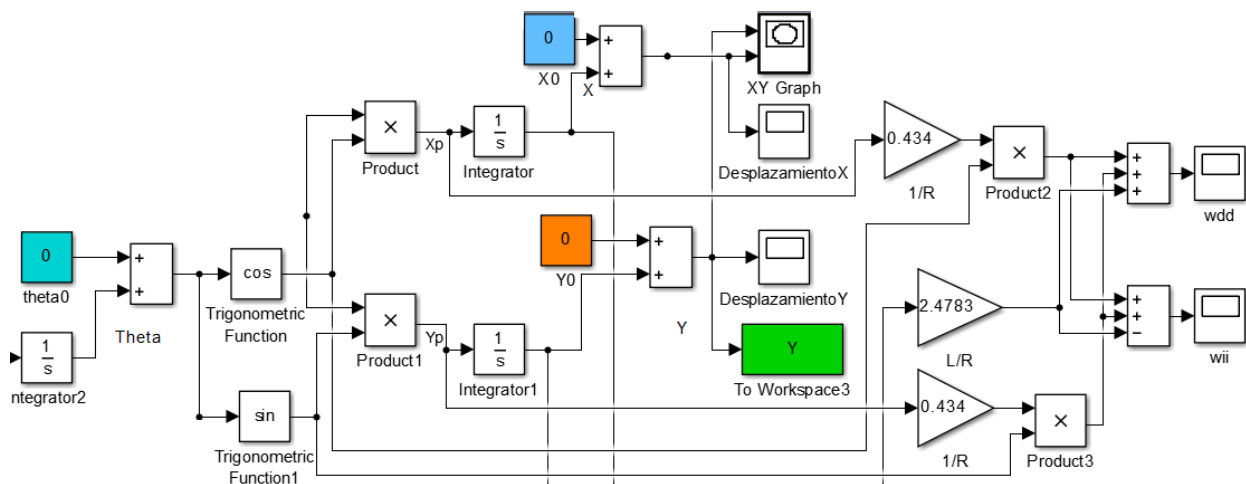 0
X0
+
+
X
XY Graph
DesplazamientoX
×
Product
Xp
1
s
Integrator
0.434
1/R
×
Product2
+
+
+
wdd
0
theta0
+
+
Theta
cos
Trigonometric
Function
1
s
ntegrator2
0
Y0
+
+
Y
DesplazamientoY
Y
To Workspace3
×
Product1
Yp
1
s
Integrator1
2.4783
L/R
+
+
−
wii
sin
Trigonometric
Function1
0.434
1/R
×
Product3